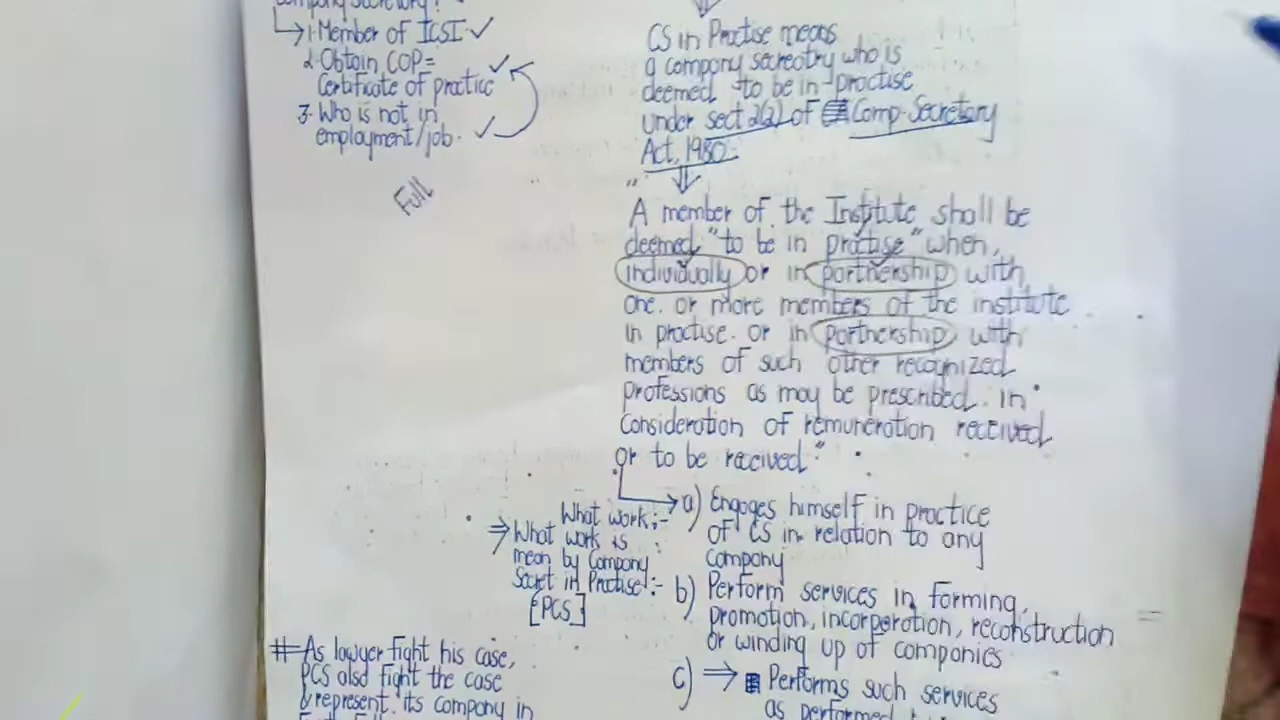 1. Member of ICSI ✓
2. Obtain COP = ✓
Certificate of practice
3. Who is not in
employment/job. ✓
Full
CS in Practise means
a company secreotry who is
deemed to be in-practise
under sect 2(2) of Comp. Secretary
Act, 1980.
"
A member of the Institute shall be
deemed "to be in practise" when,
individually or in partnership with
one. or more members of the institute
in practise. or in partnership with
members of such other recognized
professions as may be prescribed. in
Consideration of remuneration received
or to be received"
What work :-
⇒ What work is
mean by Company
Secret in Practise :-
[PCS]
a) Engages himself in practice
of CS in relation to any
company
b) Perform services in forming,
promotion, incorporation, reconstruction
or winding up of companies
c) ⇒ Performs such services
as performed
# As lawyer fight his case,
PCS also fight the case
& represent its company in